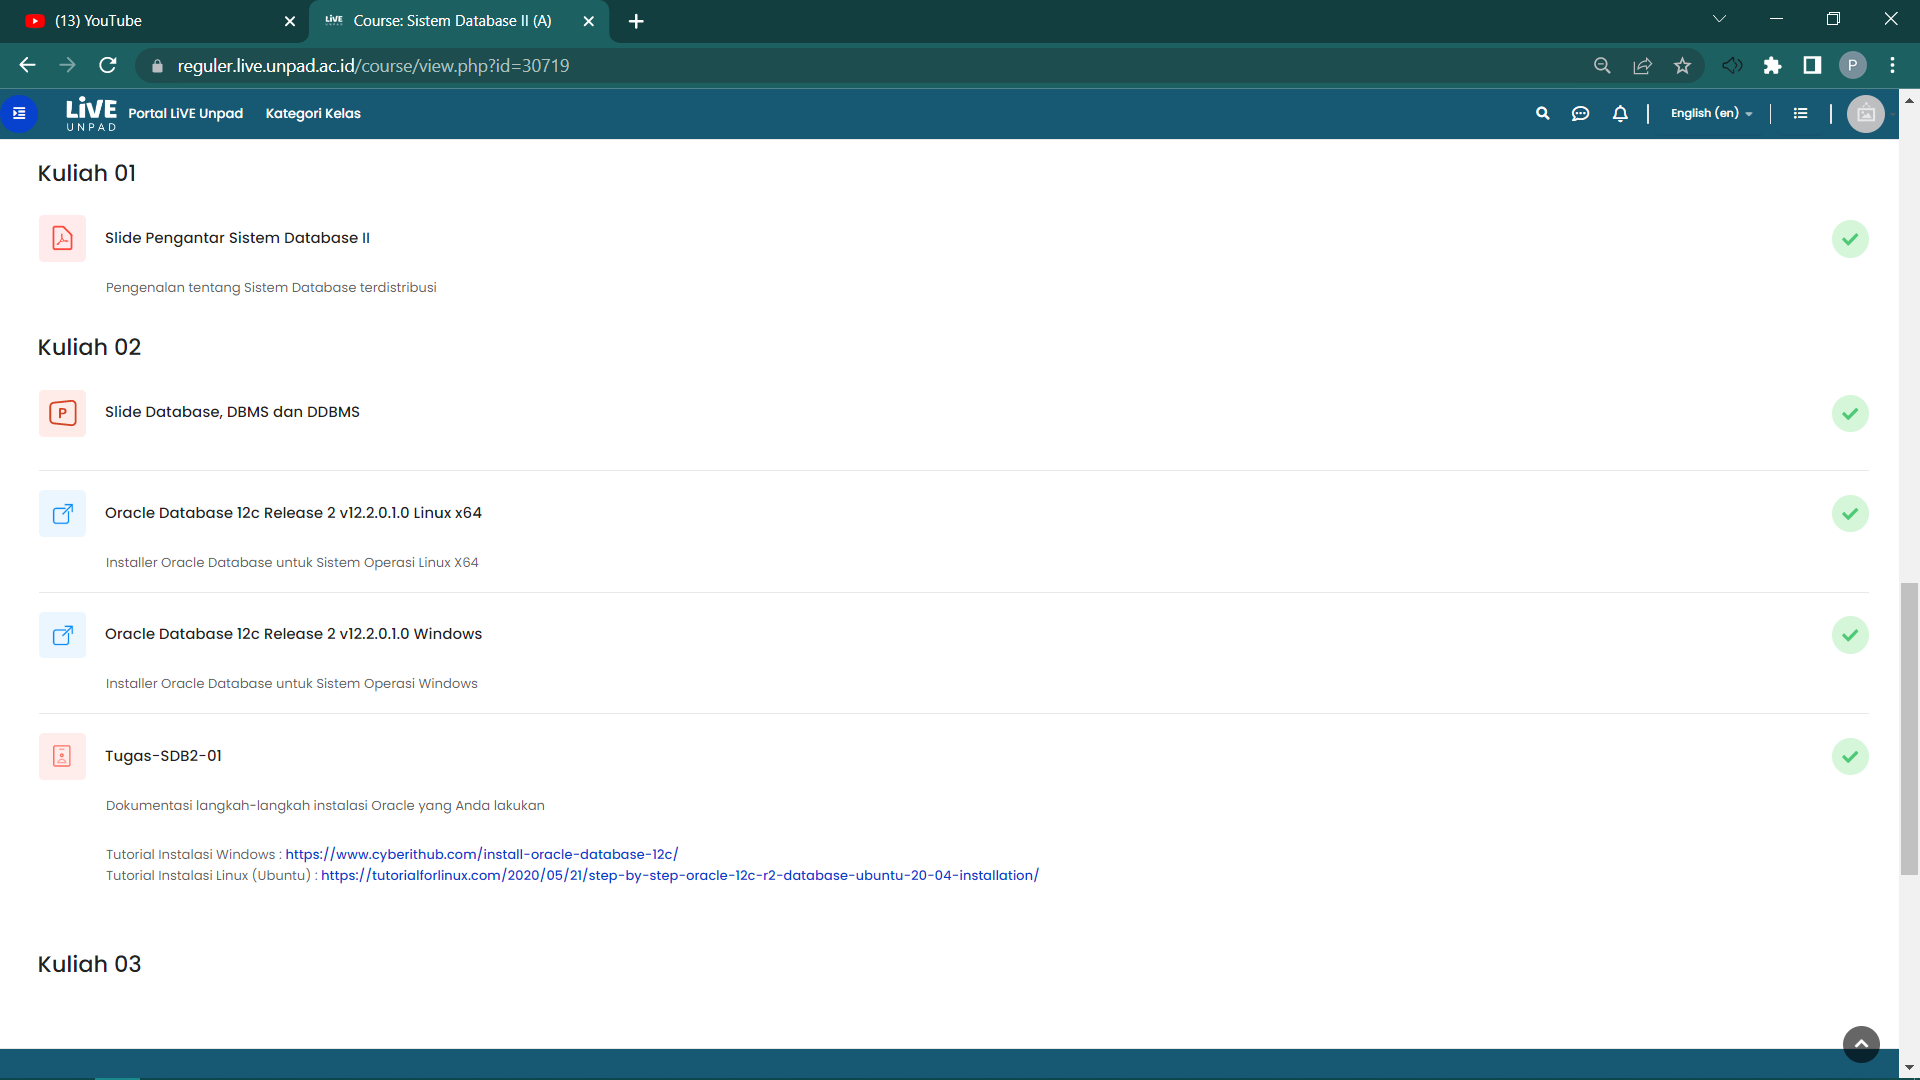 (13) YouTube
LiVE
Course: Sistem Database II (A)
reguler.live.unpad.ac.id/course/view.php?id=30719
P
LiVE
UNPAD
Portal LiVE Unpad
Kategori Kelas
English (en)
Kuliah 01
Slide Pengantar Sistem Database II
Pengenalan tentang Sistem Database terdistribusi
Kuliah 02
P
Slide Database, DBMS dan DDBMS
Oracle Database 12c Release 2 v12.2.0.1.0 Linux x64
Installer Oracle Database untuk Sistem Operasi Linux X64
Oracle Database 12c Release 2 v12.2.0.1.0 Windows
Installer Oracle Database untuk Sistem Operasi Windows
Tugas-SDB2-01
Dokumentasi langkah-langkah instalasi Oracle yang Anda lakukan
Tutorial Instalasi Windows : https://www.cyberithub.com/install-oracle-database-12c/
Tutorial Instalasi Linux (Ubuntu) : https://tutorialforlinux.com/2020/05/21/step-by-step-oracle-12c-r2-database-ubuntu-20-04-installation/
Kuliah 03